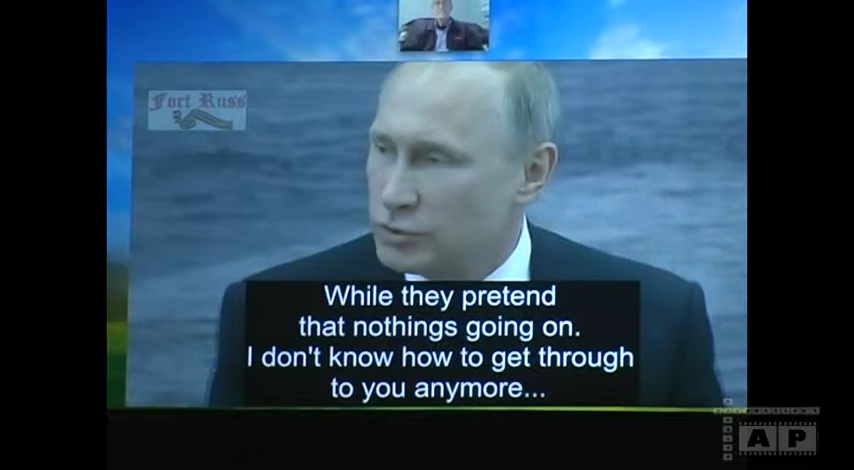 Fort Russ
While they pretend
that nothings going on.
I don't know how to get through
to you anymore...
AP